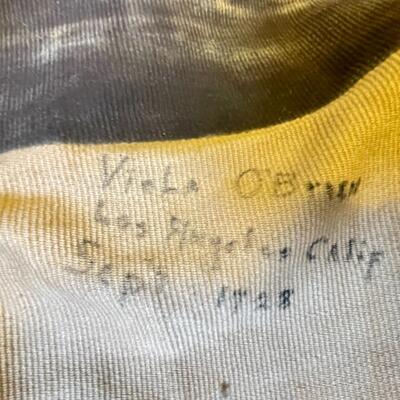 Viola O'Brien
Los Angeles Calif
Sept 1928